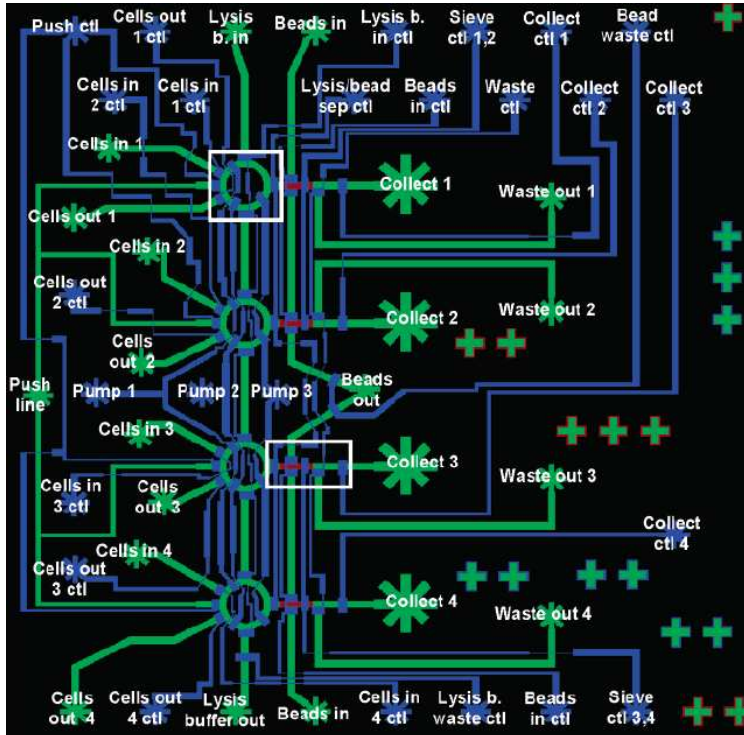 Push ctl
Cells out
1 ctl
Lysis
b. in
Beads in
Lysis b.
in ctl
Sieve
ctl 1,2
Collect
ctl 1
Bead
waste ctl
Cells in
2 ctl
Cells in
1 ctl
Lysis/bead
sep ctl
Beads
in ctl
Waste
ctl
Collect
ctl 2
Collect
ctl 3
Cells in 1
Collect 1
Waste out 1
Cells out 1
Cells in 2
Cells out
2 ctl
Collect 2
Waste out 2
Cells
out 2
Push
line
Pump 1
Pump 2
Pump 3
Beads
out
Cells in 3
Collect 3
Waste out 3
Cells in
3 ctl
Cells
out 3
Collect
ctl 4
Cells in 4
Cells out
3 ctl
Collect 4
Waste out 4
Cells
out 4
Cells out
4 ctl
Lysis
buffer out
Beads in
Cells in
4 ctl
Lysis b.
waste ctl
Beads
in ctl
Sieve
ctl 3,4